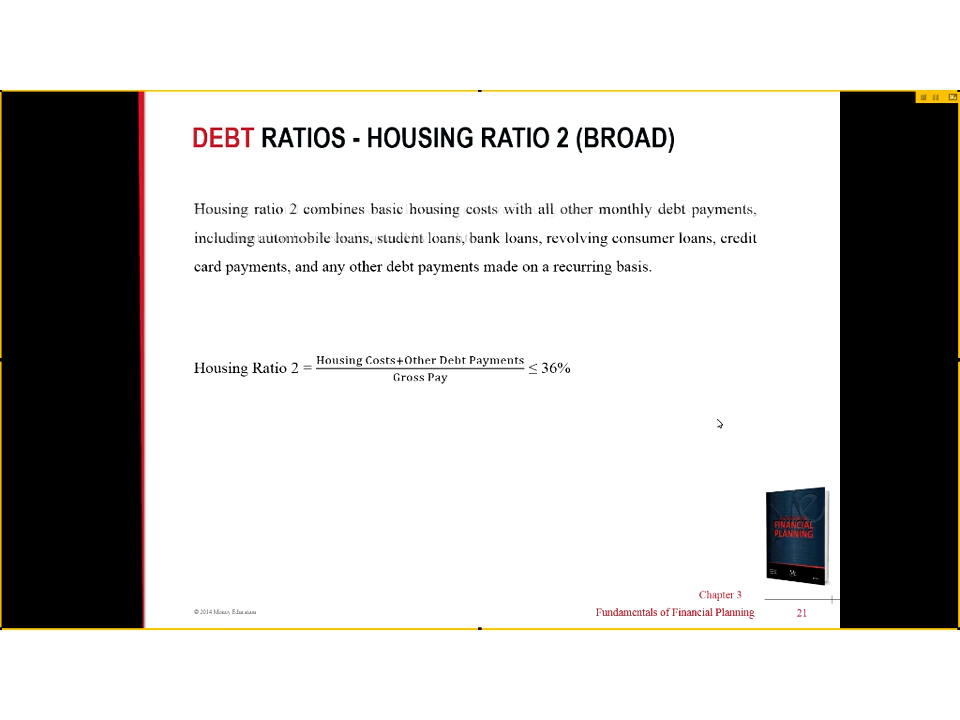 DEBT RATIOS - HOUSING RATIO 2 (BROAD)
Housing ratio 2 combines basic housing costs with all other monthly debt payments,
including automobile loans, student loans, bank loans, revolving consumer loans, credit
card payments, and any other debt payments made on a recurring basis.
Housing Ratio 2 = Housing Costs+Other Debt Payments / Gross Pay ≤ 36%
FINANCIAL
PLANNING
Chapter 3
© 2014 Money Education
Fundamentals of Financial Planning
21